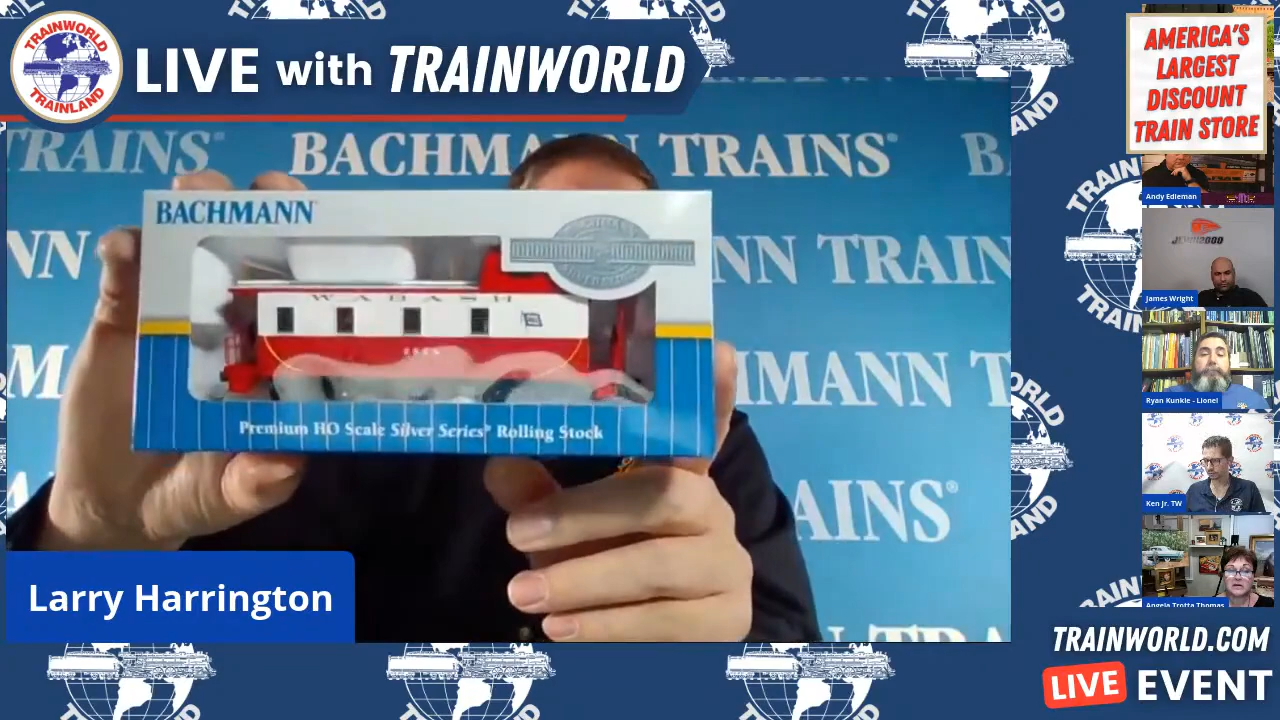 TRAINWORLD
TRAINLAND
LIVE with TRAINWORLD
AMERICA'S
LARGEST
DISCOUNT
TRAIN STORE
TRAINS®
BACHMANN TRAINS®
BACHMANN
WABASH
Premium HO Scale Silver Series® Rolling Stock
Larry Harrington
Andy Edleman
James Wright
Ryan Kunkle - Lionel
Ken Jr. TW
Angela Trotta Thomas
TRAINWORLD.COM
LIVE EVENT